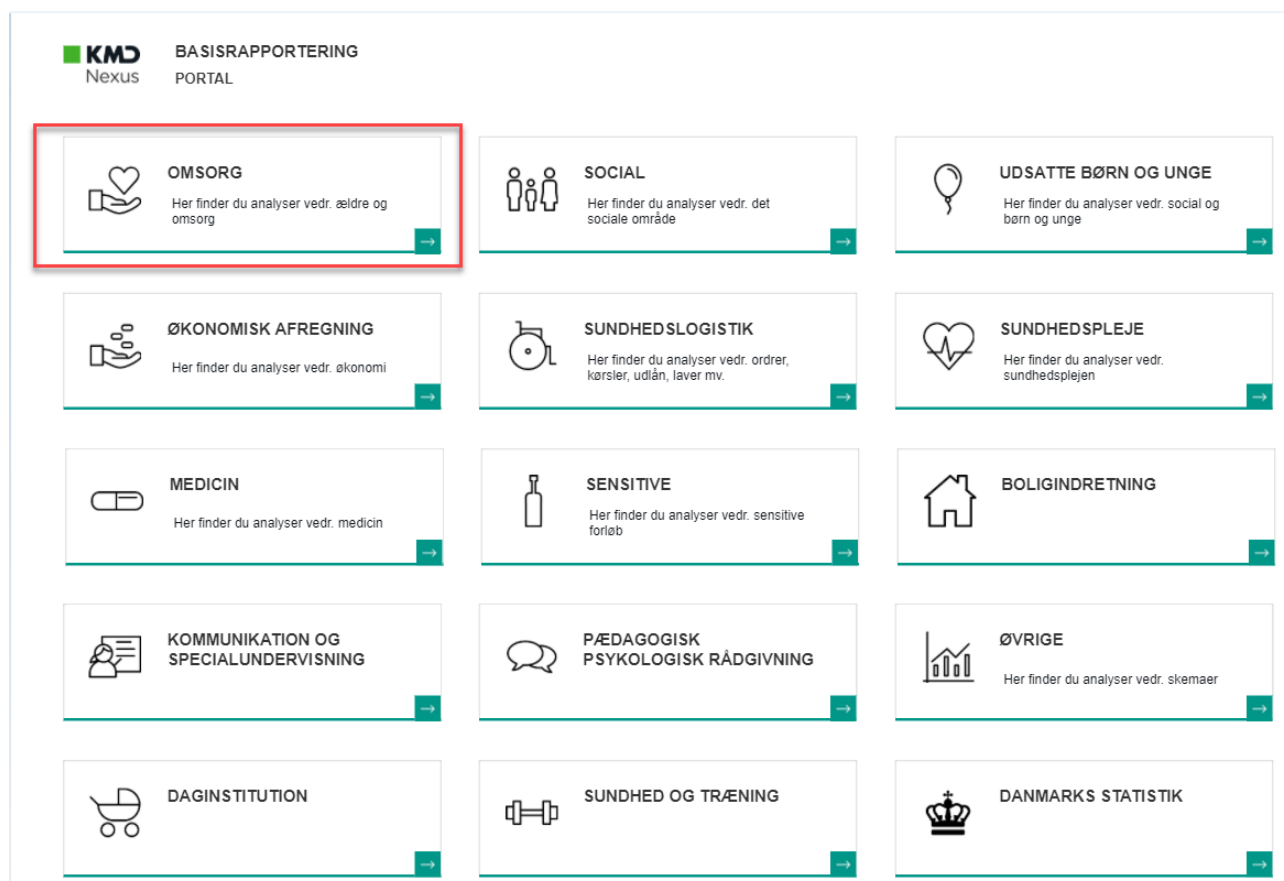 KMD
Nexus
BASISRAPPORTERING
PORTAL
OMSORG
Her finder du analyser vedr. ældre og
omsorg
SOCIAL
Her finder du analyser vedr. det
sociale område
UDSATTE BØRN OG UNGE
Her finder du analyser vedr. social og
børn og unge
ØKONOMISK AFREGNING
Her finder du analyser vedr. økonomi
SUNDHEDSLOGISTIK
Her finder du analyser vedr. ordrer,
kørsler, udlån, laver mv.
SUNDHEDSPLEJE
Her finder du analyser vedr.
sundhedsplejen
MEDICIN
Her finder du analyser vedr. medicin
SENSITIVE
Her finder du analyser vedr. sensitive
forløb
BOLIGINDRETNING
KOMMUNIKATION OG
SPECIALUNDERVISNING
PÆDAGOGISK
PSYKOLOGISK RÅDGIVNING
ØVRIGE
Her finder du analyser vedr. skemaer
DAGINSTITUTION
SUNDHED OG TRÆNING
DANMARKS STATISTIK